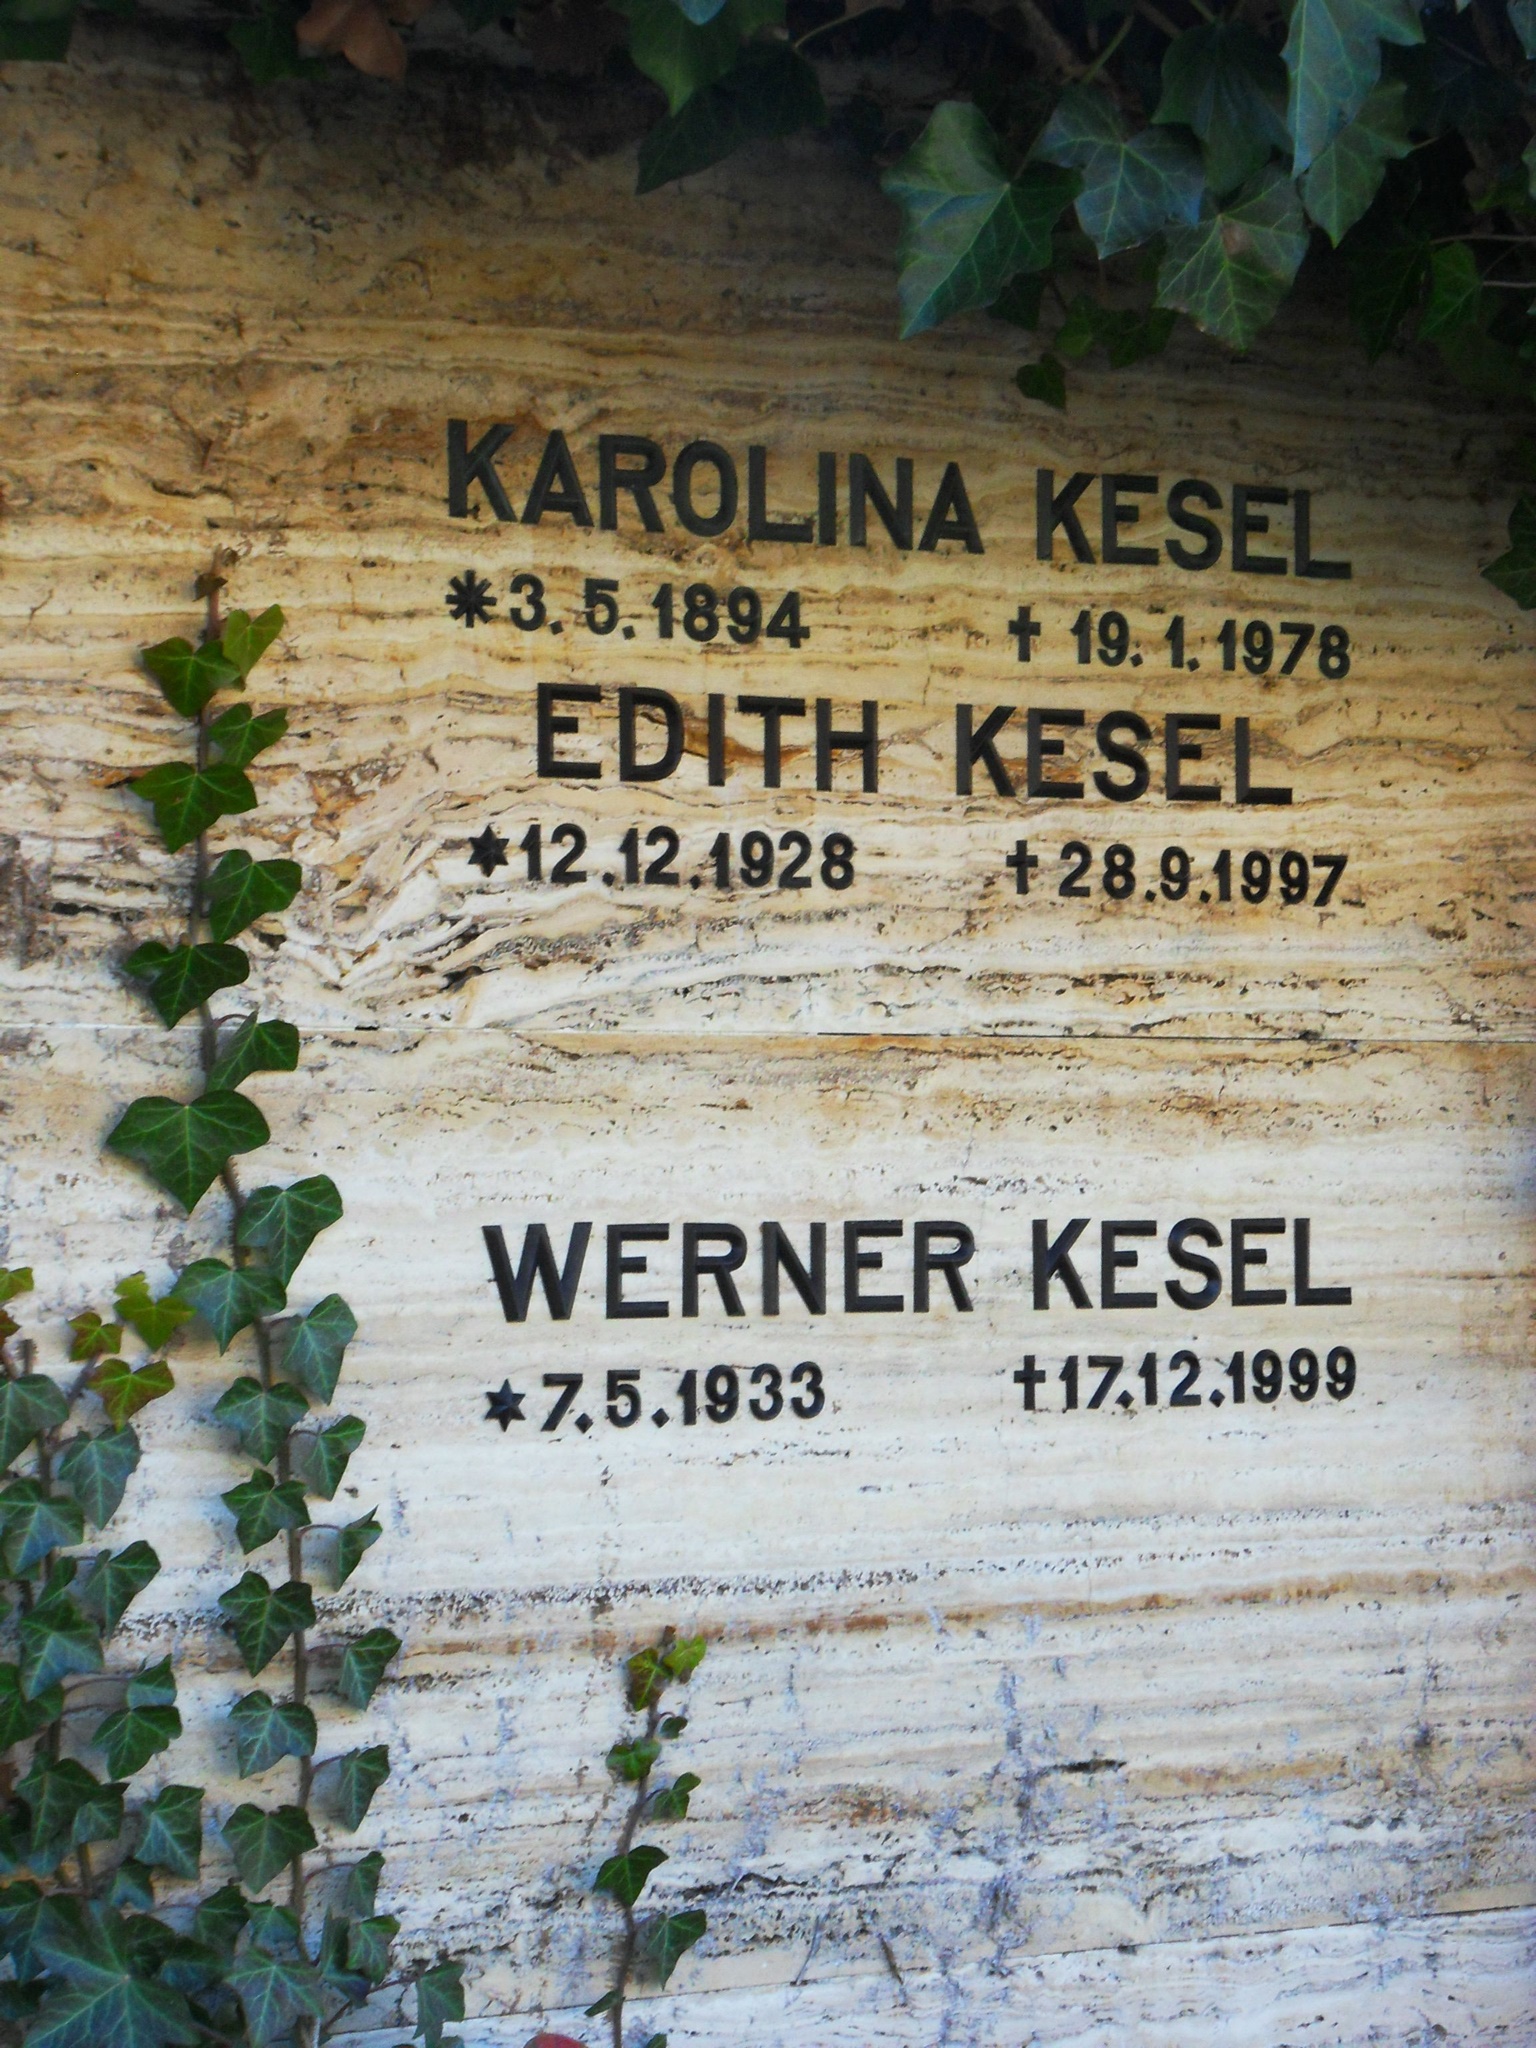 KAROLINA KESEL
*3.5.1894 †19.1.1978
EDITH KESEL
*12.12.1928 †28.9.1997
WERNER KESEL
*7.5.1933 †17.12.1999